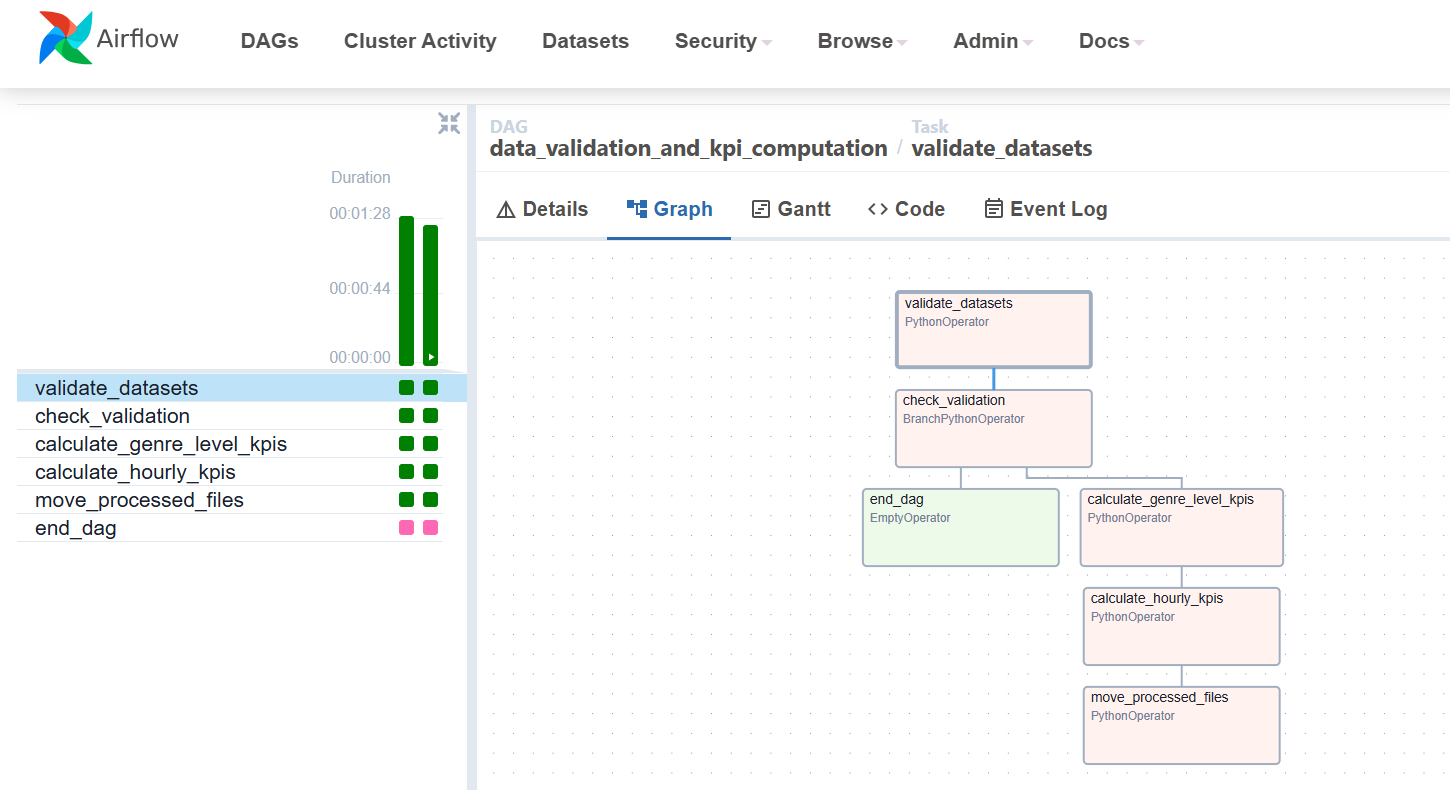 Airflow DAGs Cluster Activity Datasets Security Browse Admin Docs
Duration
00:01:28
00:00:44
00:00:00
validate_datasets
check_validation
calculate_genre_level_kpis
calculate_hourly_kpis
move_processed_files
end_dag
DAG Task
data_validation_and_kpi_computation / validate_datasets
Details Graph Gantt <> Code Event Log
validate_datasets
PythonOperator
check_validation
BranchPythonOperator
end_dag
EmptyOperator
calculate_genre_level_kpis
PythonOperator
calculate_hourly_kpis
PythonOperator
move_processed_files
PythonOperator